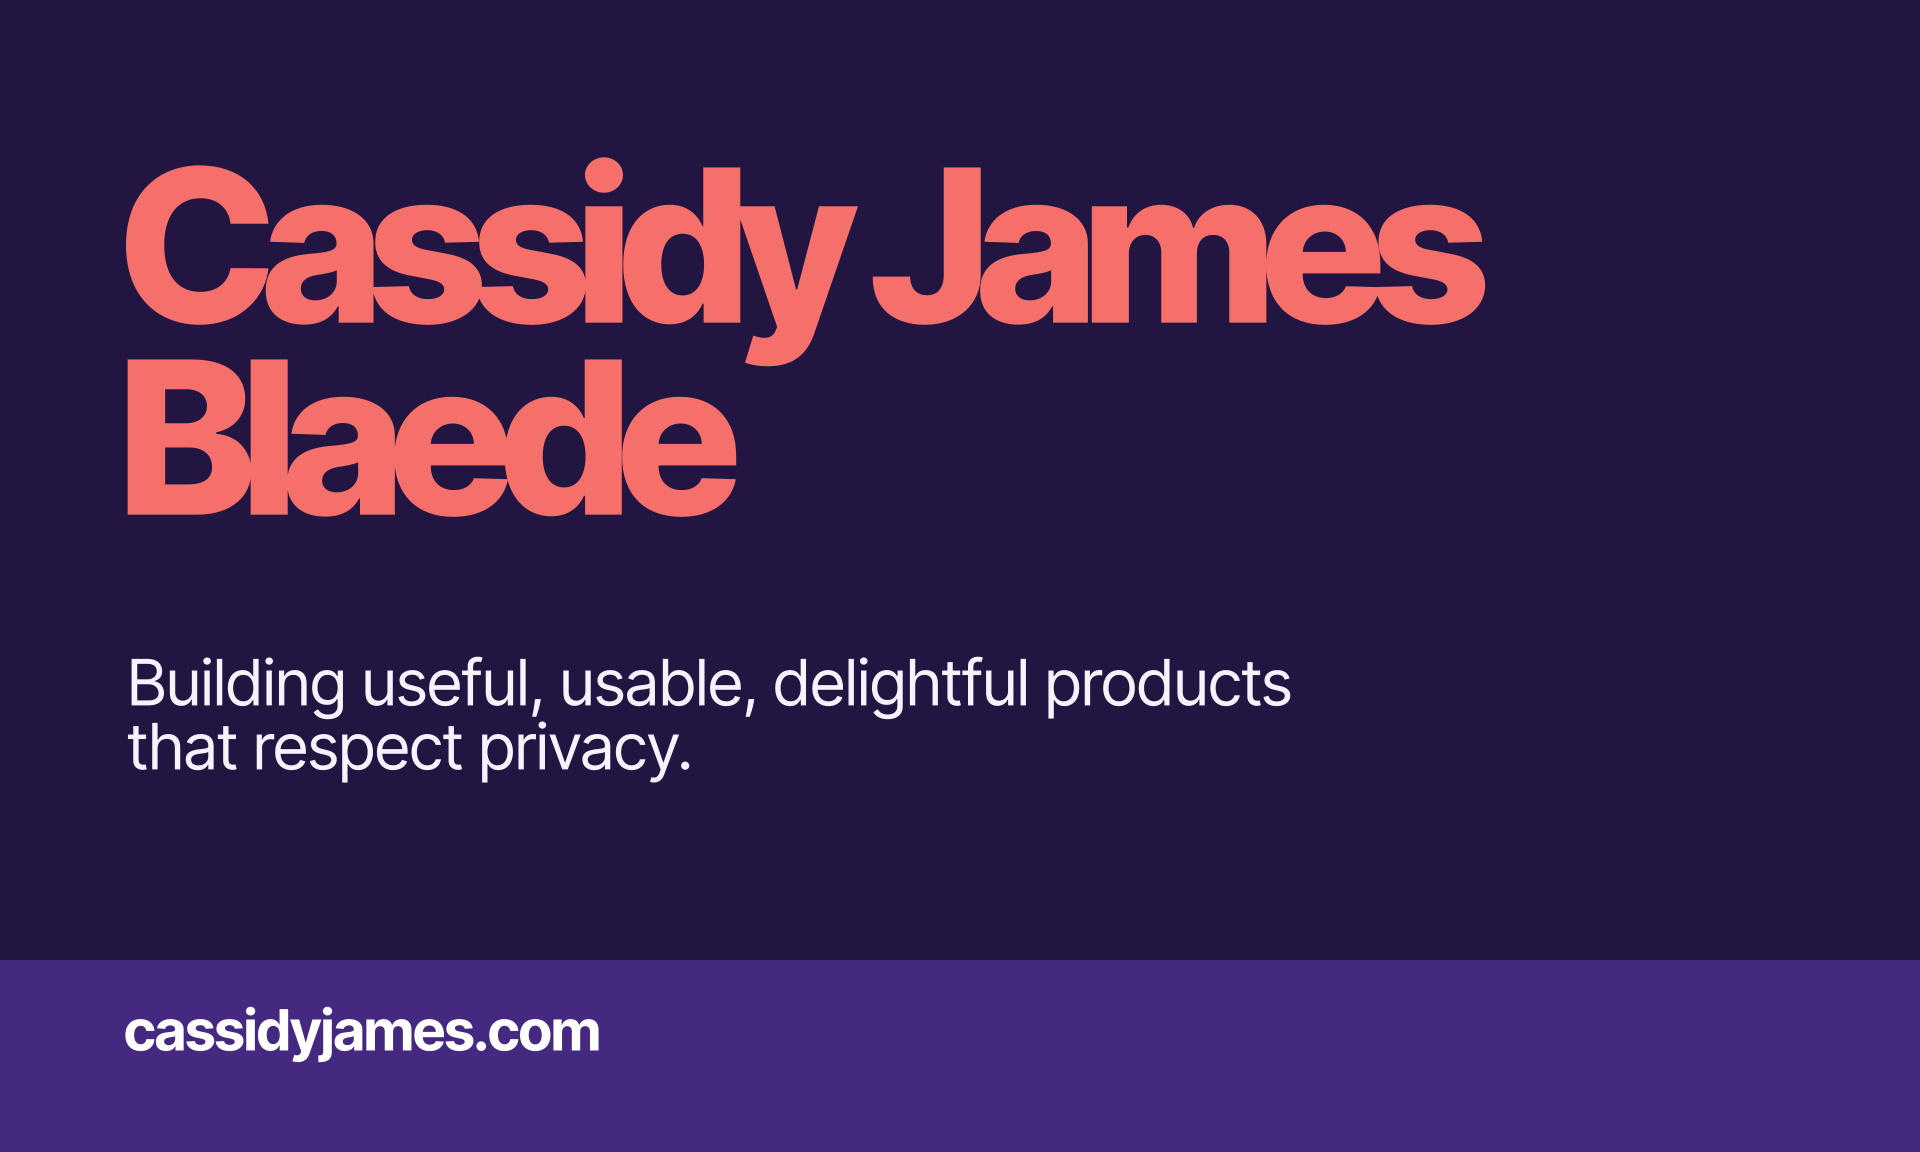 Cassidy James
Blaede
Building useful, usable, delightful products
that respect privacy.
cassidyjames.com